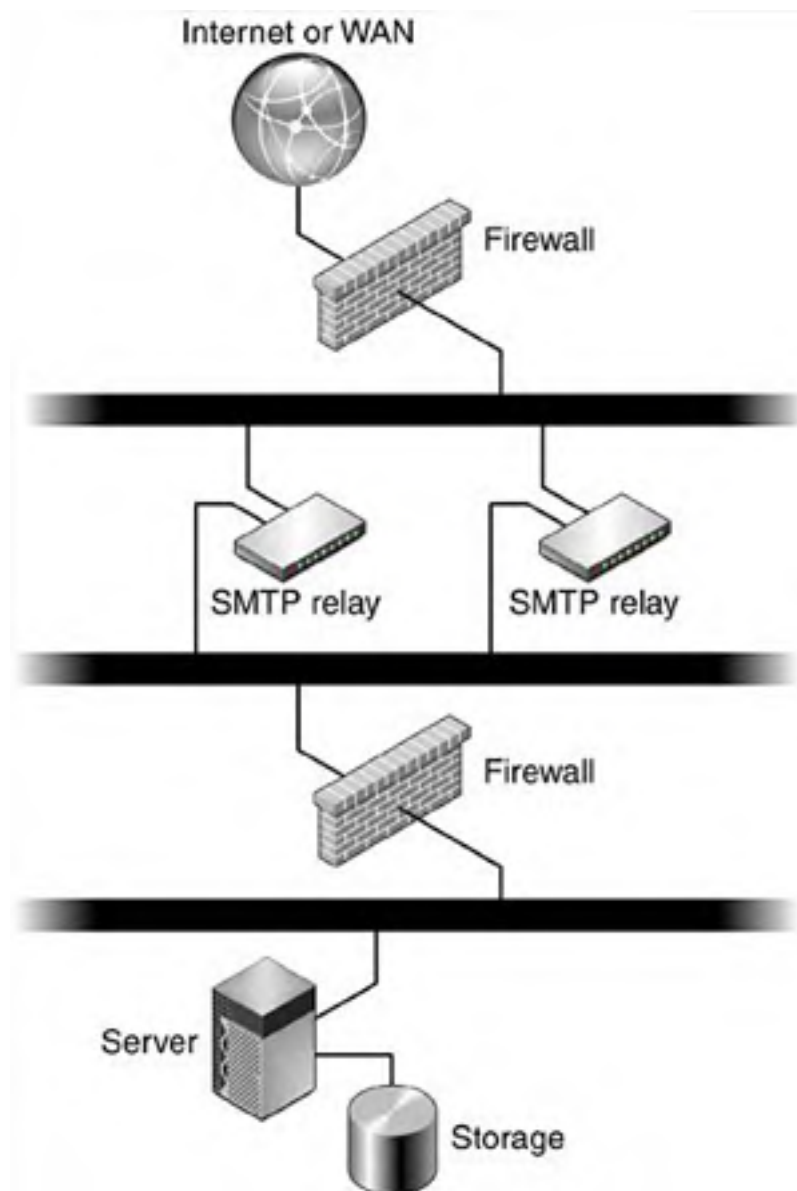 Internet or WAN
Firewall
SMTP relay
SMTP relay
Firewall
Server
Storage